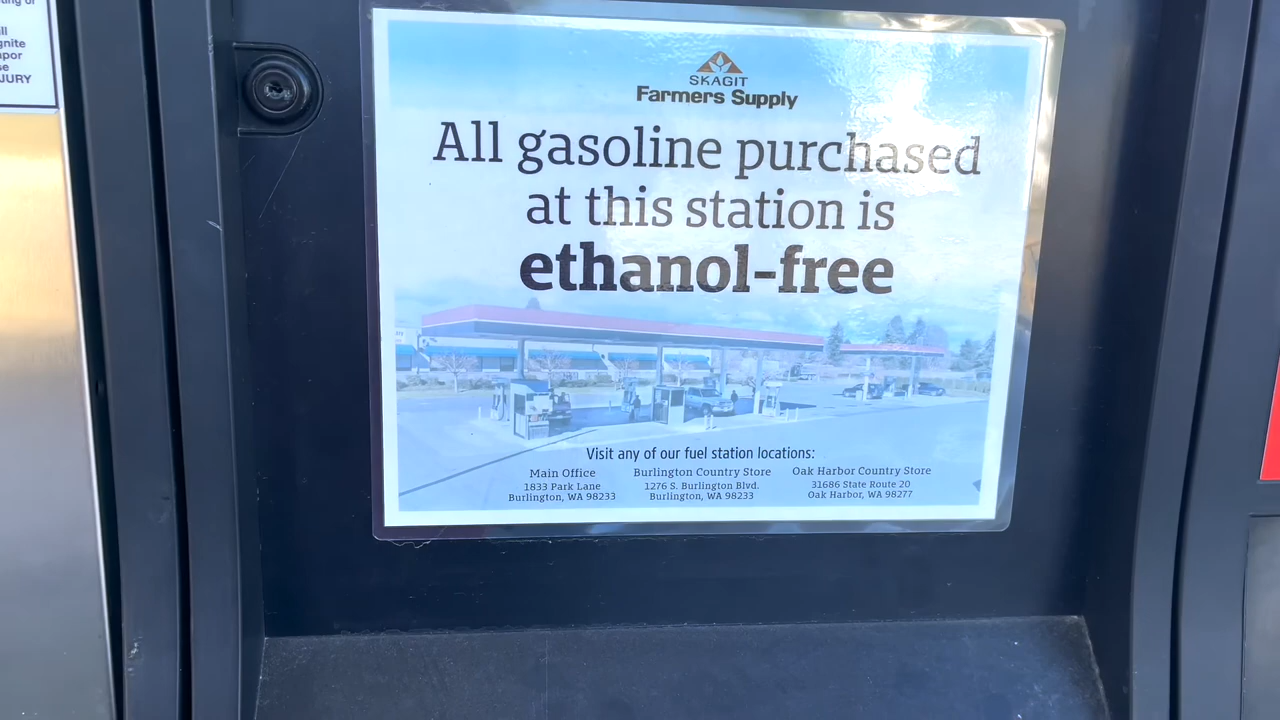 ll
gnite
apor
se
JURY
SKAGIT
Farmers Supply
All gasoline purchased
at this station is
ethanol-free
Visit any of our fuel station locations:
Main Office
1833 Park Lane
Burlington, WA 98233
Burlington Country Store
1276 S. Burlington Blvd.
Burlington, WA 98233
Oak Harbor Country Store
31686 State Route 20
Oak Harbor, WA 98277